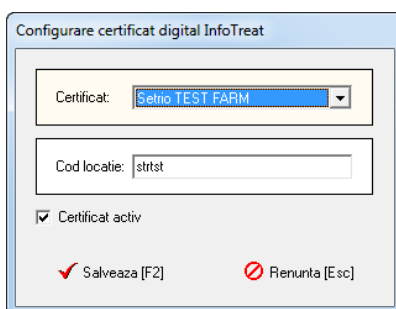 Configurare certificat digital InfoTreat
Certificat: Setrio TEST FARM
Cod locatie: strtst
Certificat activ
Salveaza [F2] Renunta [Esc]